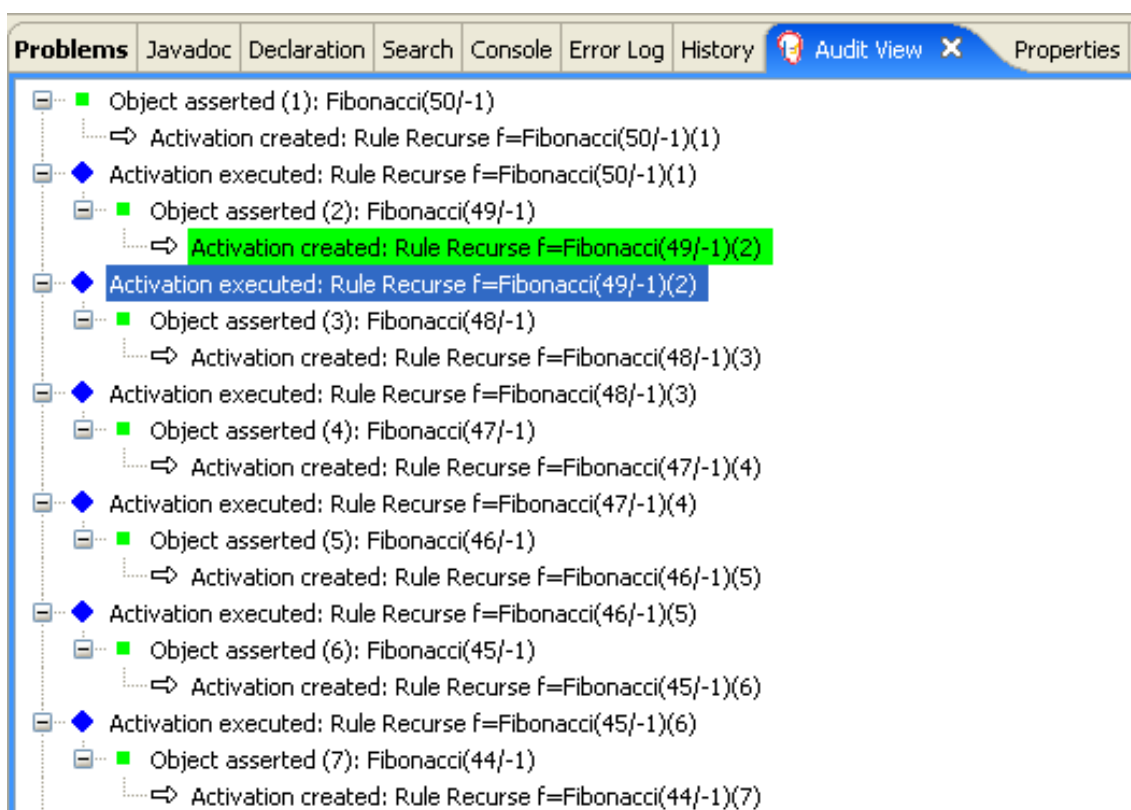 Problems Javadoc Declaration Search Console Error Log History Audit View Properties
Object asserted (1): Fibonacci(50/-1)
Activation created: Rule Recurse f=Fibonacci(50/-1)(1)
Activation executed: Rule Recurse f=Fibonacci(50/-1)(1)
Object asserted (2): Fibonacci(49/-1)
Activation created: Rule Recurse f=Fibonacci(49/-1)(2)
Activation executed: Rule Recurse f=Fibonacci(49/-1)(2)
Object asserted (3): Fibonacci(48/-1)
Activation created: Rule Recurse f=Fibonacci(48/-1)(3)
Activation executed: Rule Recurse f=Fibonacci(48/-1)(3)
Object asserted (4): Fibonacci(47/-1)
Activation created: Rule Recurse f=Fibonacci(47/-1)(4)
Activation executed: Rule Recurse f=Fibonacci(47/-1)(4)
Object asserted (5): Fibonacci(46/-1)
Activation created: Rule Recurse f=Fibonacci(46/-1)(5)
Activation executed: Rule Recurse f=Fibonacci(46/-1)(5)
Object asserted (6): Fibonacci(45/-1)
Activation created: Rule Recurse f=Fibonacci(45/-1)(6)
Activation executed: Rule Recurse f=Fibonacci(45/-1)(6)
Object asserted (7): Fibonacci(44/-1)
Activation created: Rule Recurse f=Fibonacci(44/-1)(7)